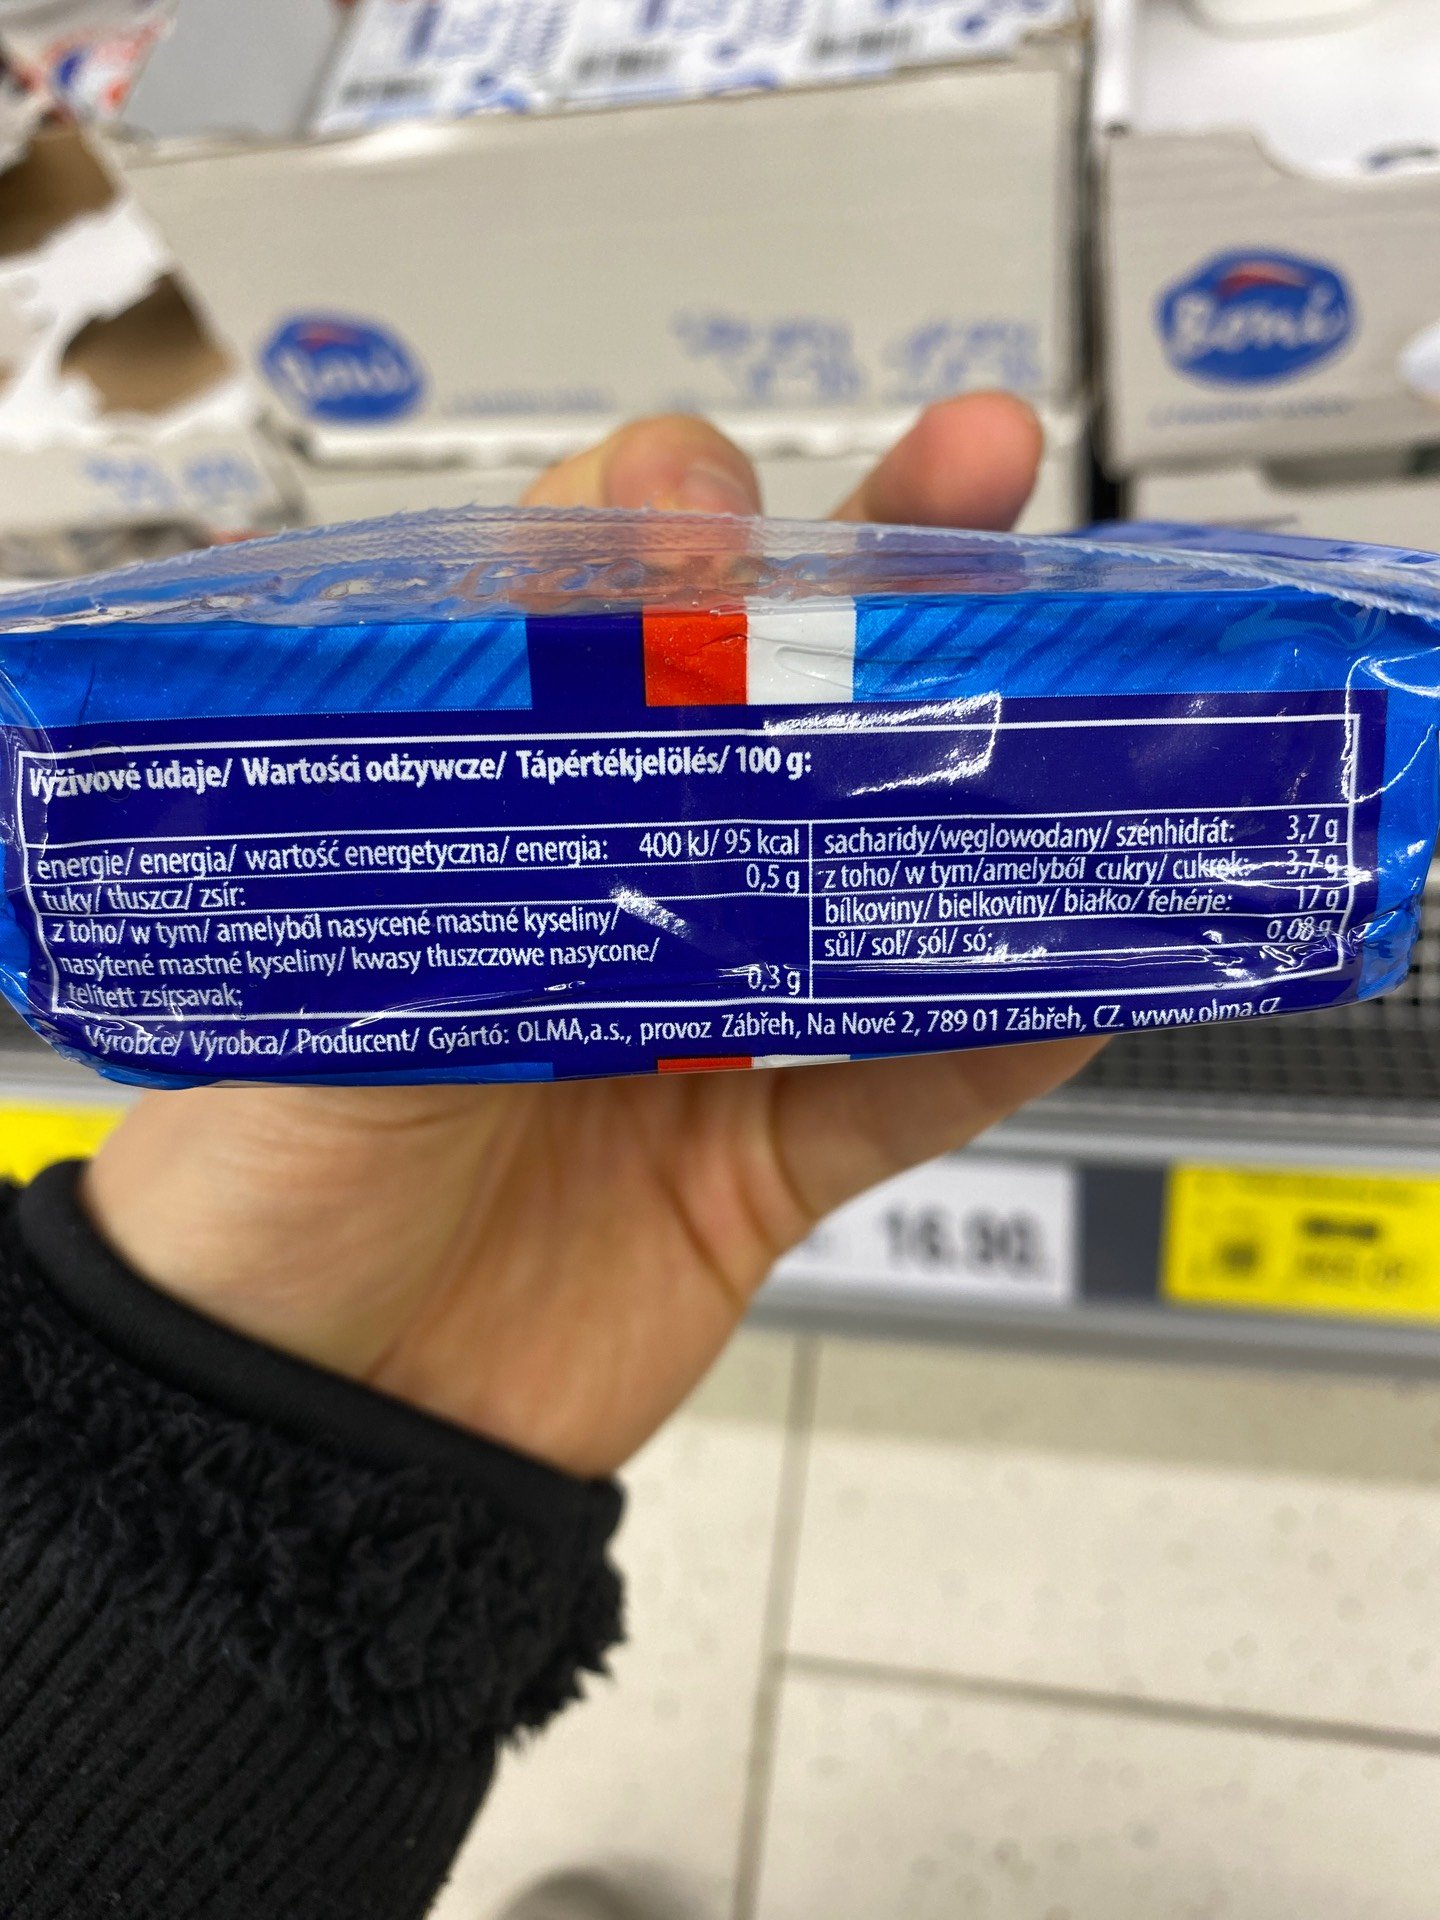 Boni
Výživové údaje/ Wartości odżywcze/ Tápértékjelölés/ 100 g:
energie/ energia/ wartość energetyczna/ energia: 400 kJ/ 95 kcal
tuky/ tłuszcz/ zsír: 0,5 g
z toho/ w tym/ amelyből nasycené mastné kyseliny/
nasýtené mastné kyseliny/ kwasy tłuszczowe nasycone/
telített zsírsavak: 0,3 g
sacharidy/węglowodany/ szénhidrát: 3,7 g
z toho/ w tym/amelyből cukry/ cukrok: 3,7 g
bílkoviny/ bielkoviny/ białko/ fehérje: 17 g
sůl/ soľ/ sól/ só: 0,08 g
Výrobce/ Výrobca/ Producent/ Gyártó: OLMA,a.s., provoz Zábřeh, Na Nové 2, 789 01 Zábřeh, CZ. www.olma.cz
16.90